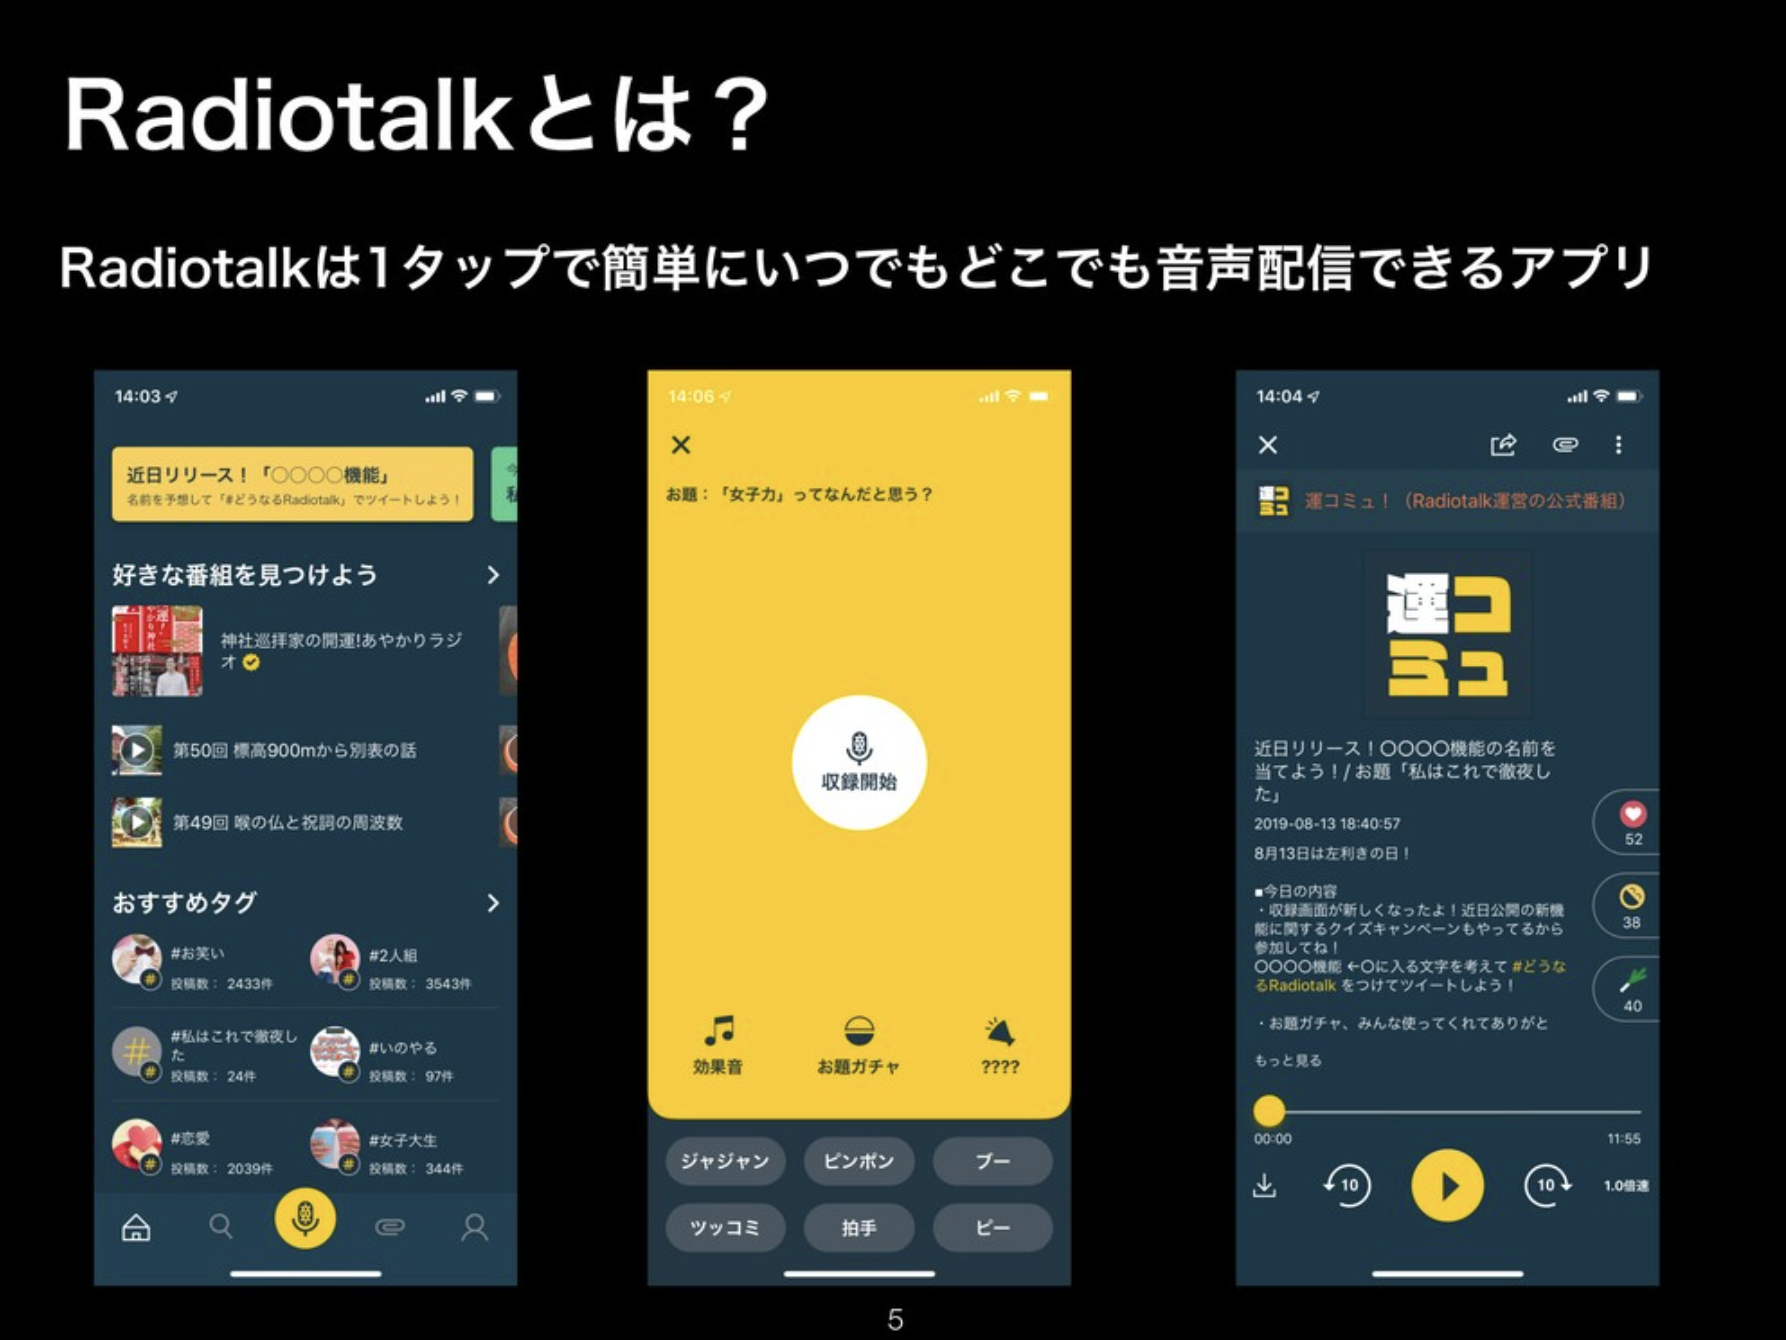 Radiotalkとは？
Radiotalkは1タップで簡単にいつでもどこでも音声配信できるアプリ
14:03
近日リリース！「〇〇〇〇機能」
名前を予想して「#どうなるRadiotalk」でツイートしよう！
好きな番組を見つけよう
神社巡拝家の開運!あやかりラジ
オ
第50回 標高900mから別表の話
第49回 喉の仏と祝詞の周波数
おすすめタグ
#お笑い
投稿数： 2433件
#2人組
投稿数： 3543件
#私はこれで徹夜し
た
投稿数： 24件
#いのやる
投稿数： 97件
#恋愛
投稿数： 2039件
#女子大生
投稿数： 344件
14:06
お題：「女子力」ってなんだと思う？
収録開始
効果音
お題ガチャ
????
ジャジャン
ピンポン
ブー
ツッコミ
拍手
ピー
14:04
運コミュ！（Radiotalk運営の公式番組）
運コ
ミュ
近日リリース！〇〇〇〇機能の名前を
当てよう！/ お題「私はこれで徹夜し
た」
2019-08-13 18:40:57
8月13日は左利きの日！
■今日の内容
・収録画面が新しくなったよ！近日公開の新機
能に関するクイズキャンペーンもやってるから
参加してね！
〇〇〇〇機能 ←〇に入る文字を考えて #どうな
るRadiotalk をつけてツイートしよう！
・お題ガチャ、みんな使ってくれてありがと
もっと見る
52
38
40
00:00
11:55
10
10
1.0倍速
5